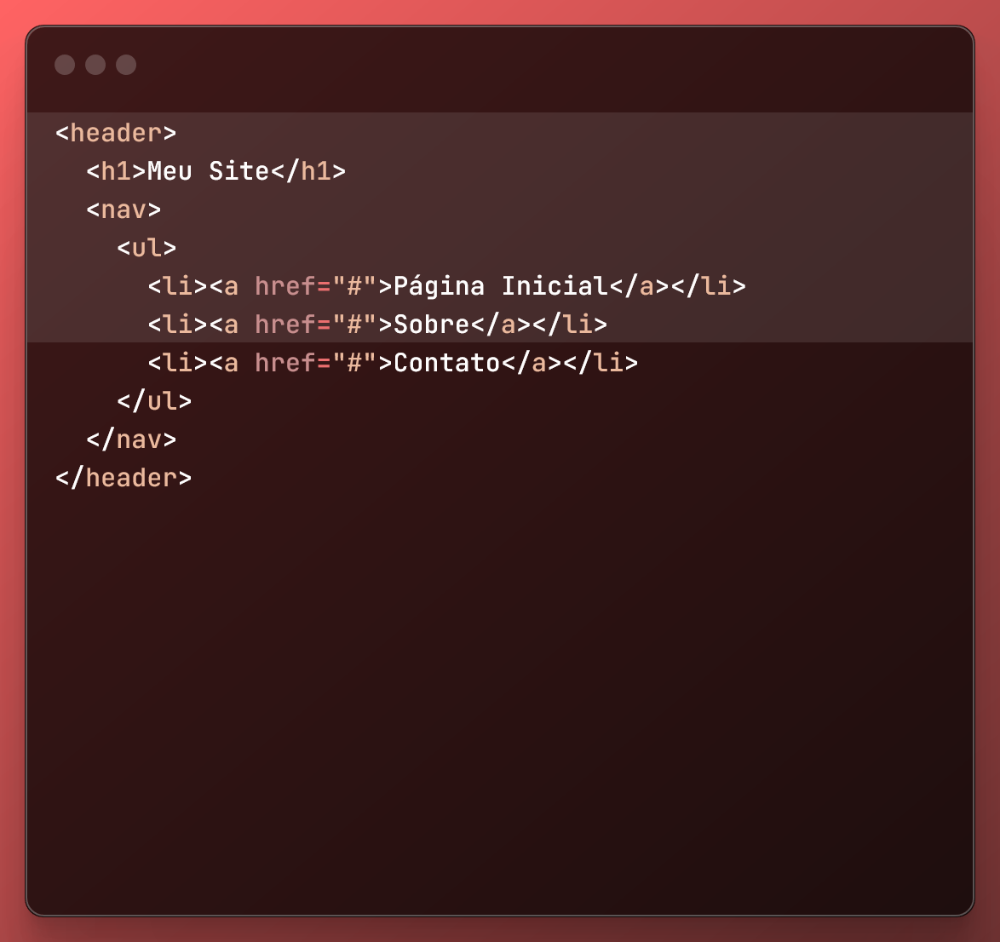 <header>
  <h1>Meu Site</h1>
  <nav>
    <ul>
      <li><a href="#">Página Inicial</a></li>
      <li><a href="#">Sobre</a></li>
      <li><a href="#">Contato</a></li>
    </ul>
  </nav>
</header>